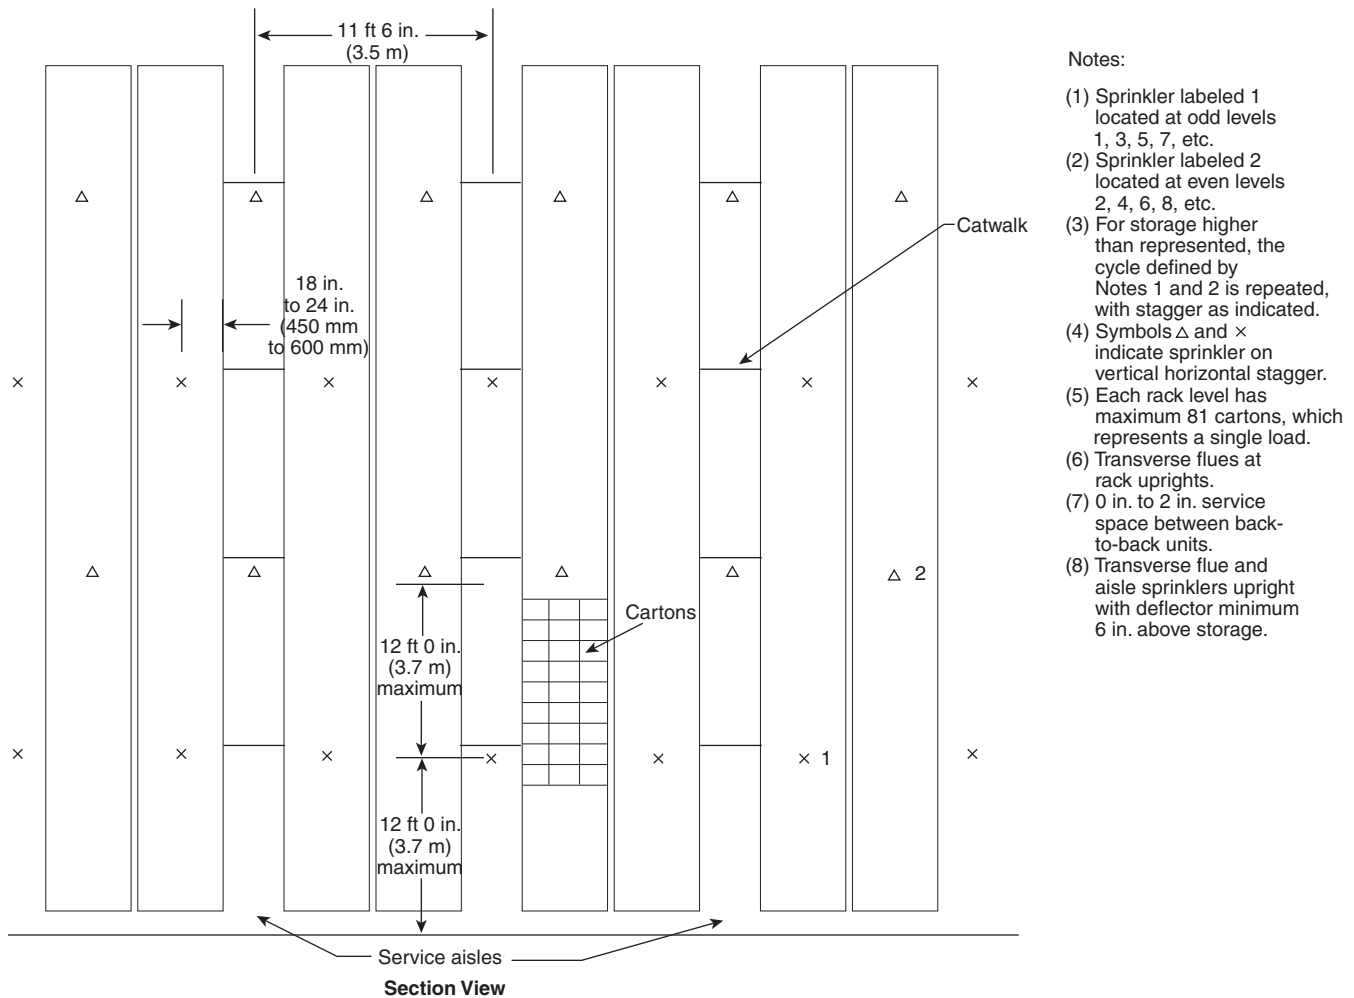 11 ft 6 in.
(3.5 m)
18 in.
to 24 in.
(450 mm
to 600 mm)
Catwalk
2
Cartons
12 ft 0 in.
(3.7 m)
maximum
1
12 ft 0 in.
(3.7 m)
maximum
Service aisles
Section View
Notes:
(1) Sprinkler labeled 1
located at odd levels
1, 3, 5, 7, etc.
(2) Sprinkler labeled 2
located at even levels
2, 4, 6, 8, etc.
(3) For storage higher
than represented, the
cycle defined by
Notes 1 and 2 is repeated,
with stagger as indicated.
(4) Symbols △ and ×
indicate sprinkler on
vertical horizontal stagger.
(5) Each rack level has
maximum 81 cartons, which
represents a single load.
(6) Transverse flues at
rack uprights.
(7) 0 in. to 2 in. service
space between back-
to-back units.
(8) Transverse flue and
aisle sprinklers upright
with deflector minimum
6 in. above storage.